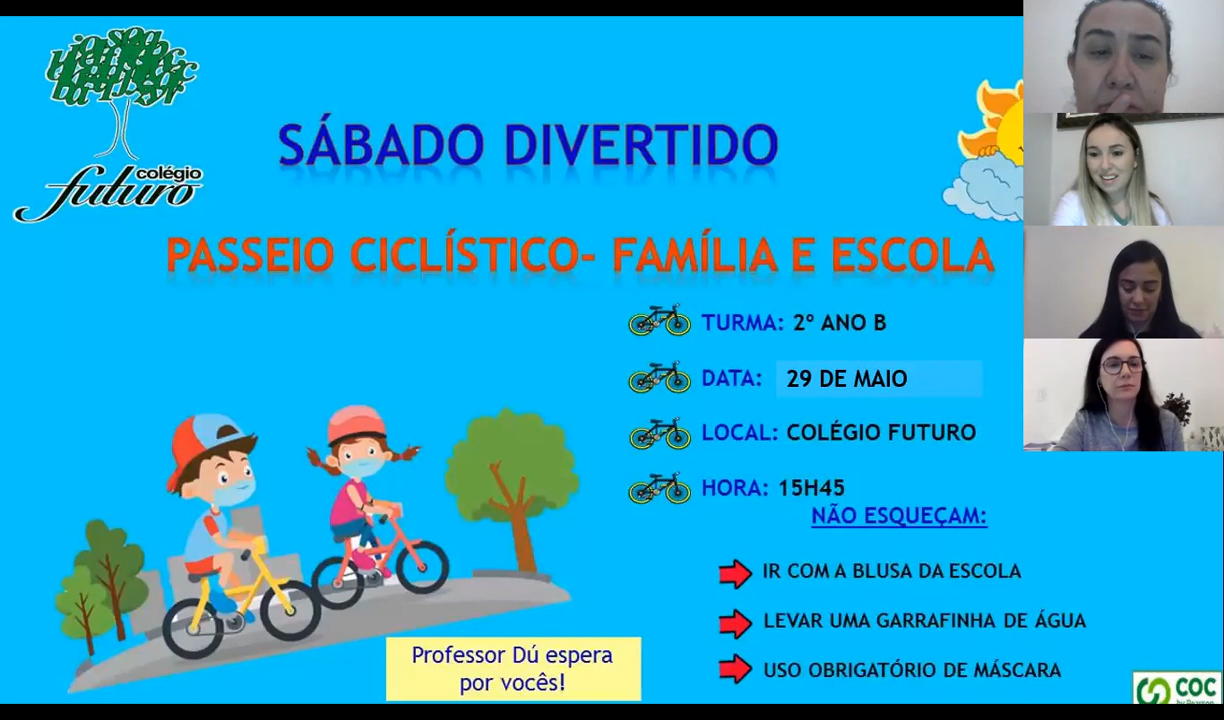 colégio
futuro
SÁBADO DIVERTIDO
PASSEIO CICLÍSTICO- FAMÍLIA E ESCOLA
TURMA: 2º ANO B
DATA: 29 DE MAIO
LOCAL: COLÉGIO FUTURO
HORA: 15H45
NÃO ESQUEÇAM:
IR COM A BLUSA DA ESCOLA
LEVAR UMA GARRAFINHA DE ÁGUA
USO OBRIGATÓRIO DE MÁSCARA
Professor Dú espera
por vocês!
COC
by Pearson